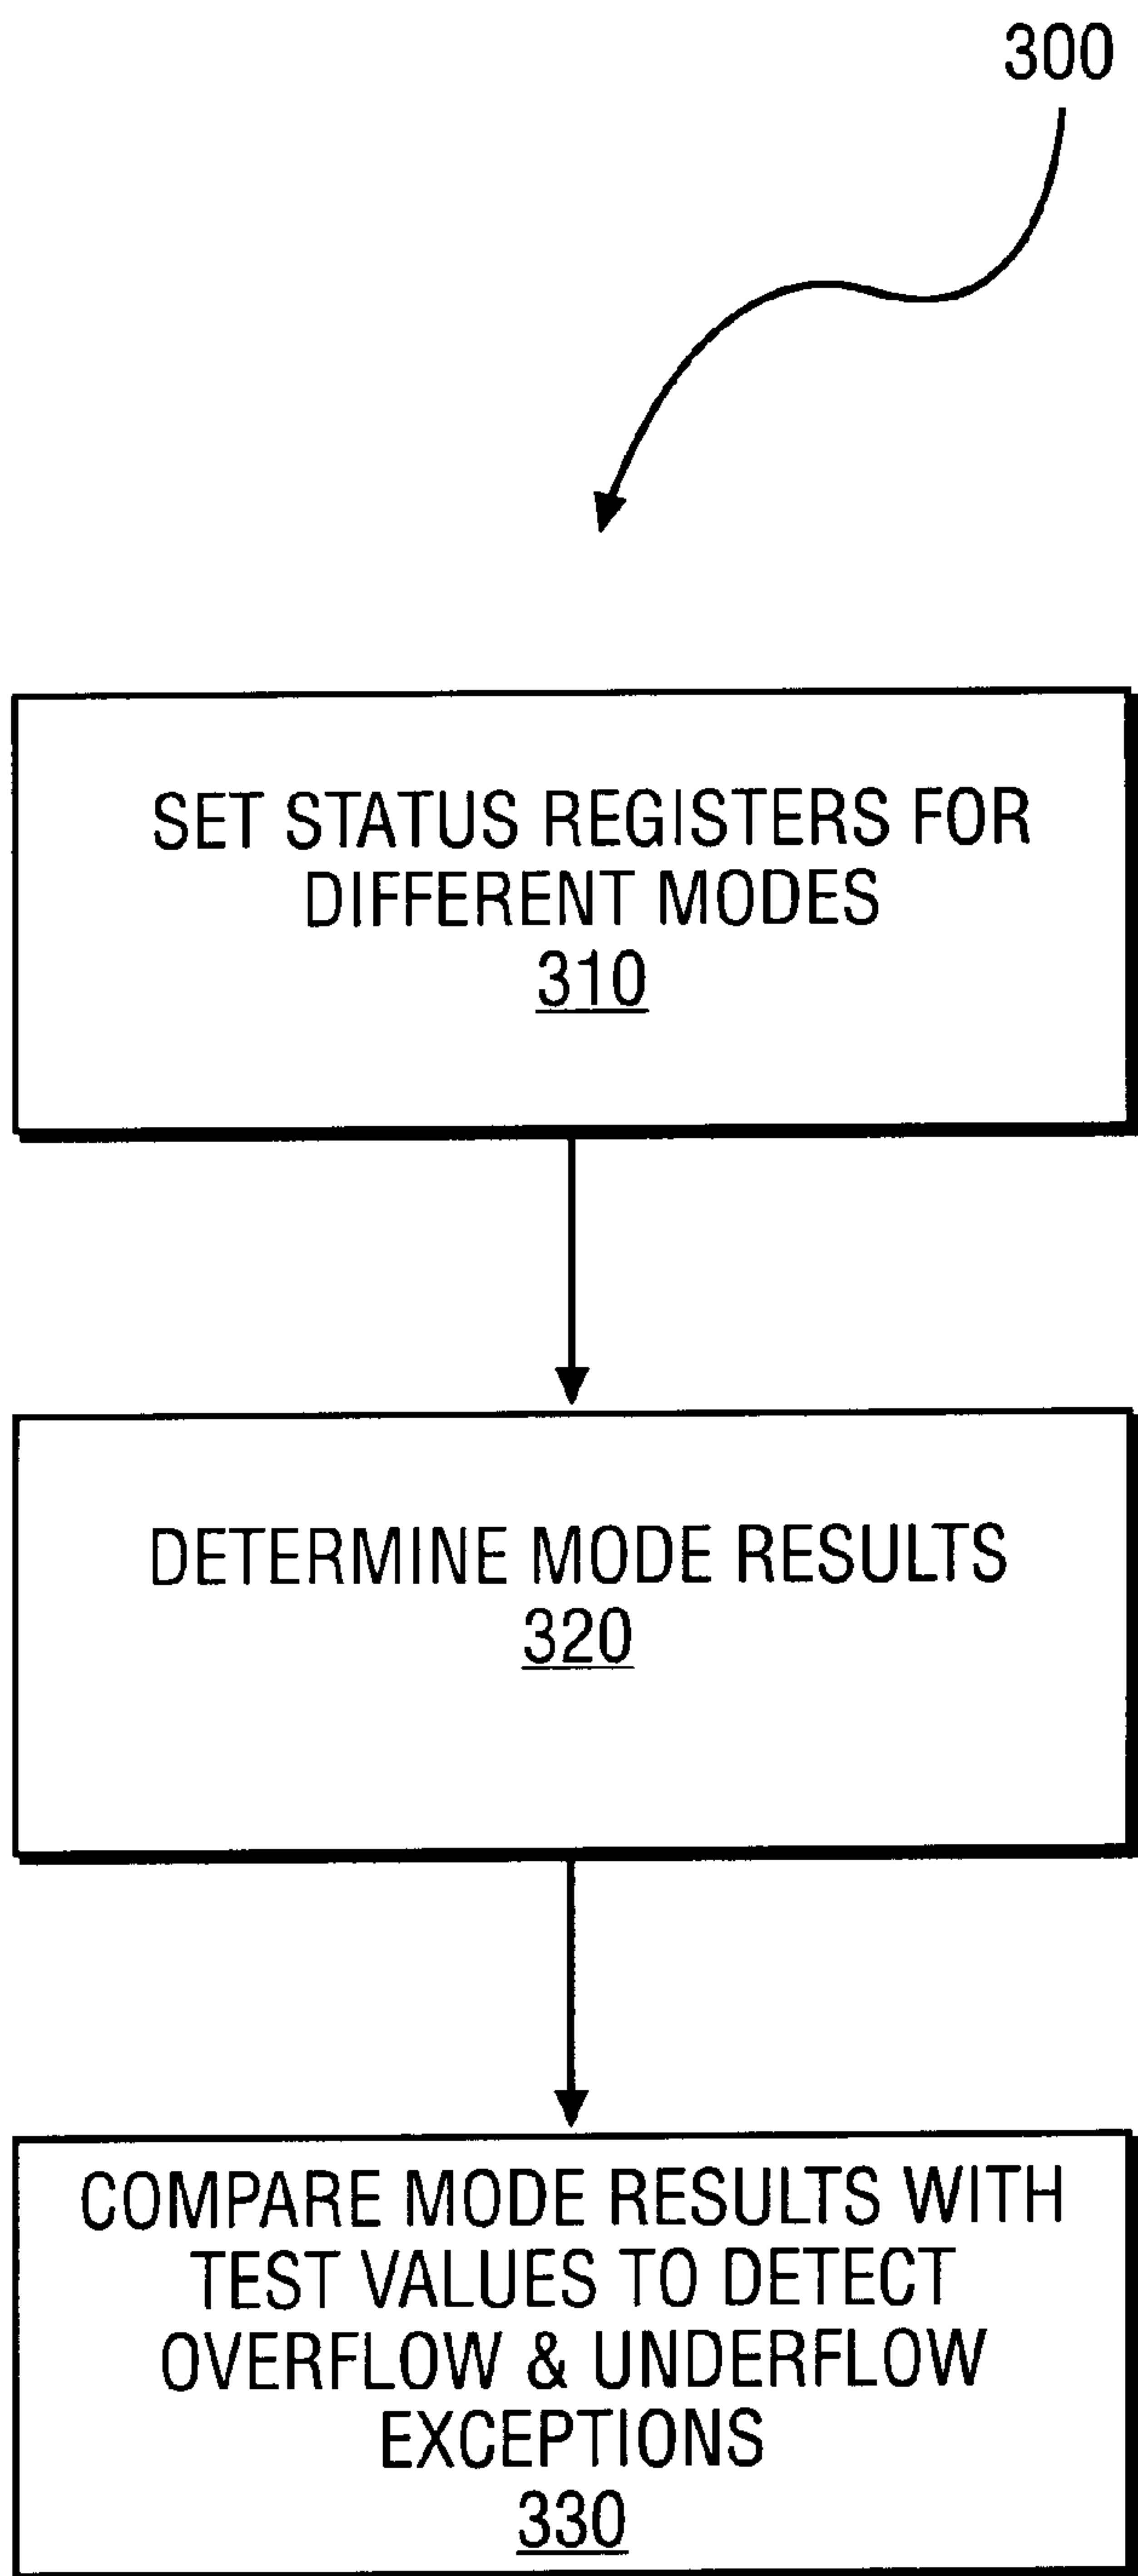 300
SET STATUS REGISTERS FOR
DIFFERENT MODES
310
DETERMINE MODE RESULTS
320
COMPARE MODE RESULTS WITH
TEST VALUES TO DETECT
OVERFLOW & UNDERFLOW
EXCEPTIONS
330